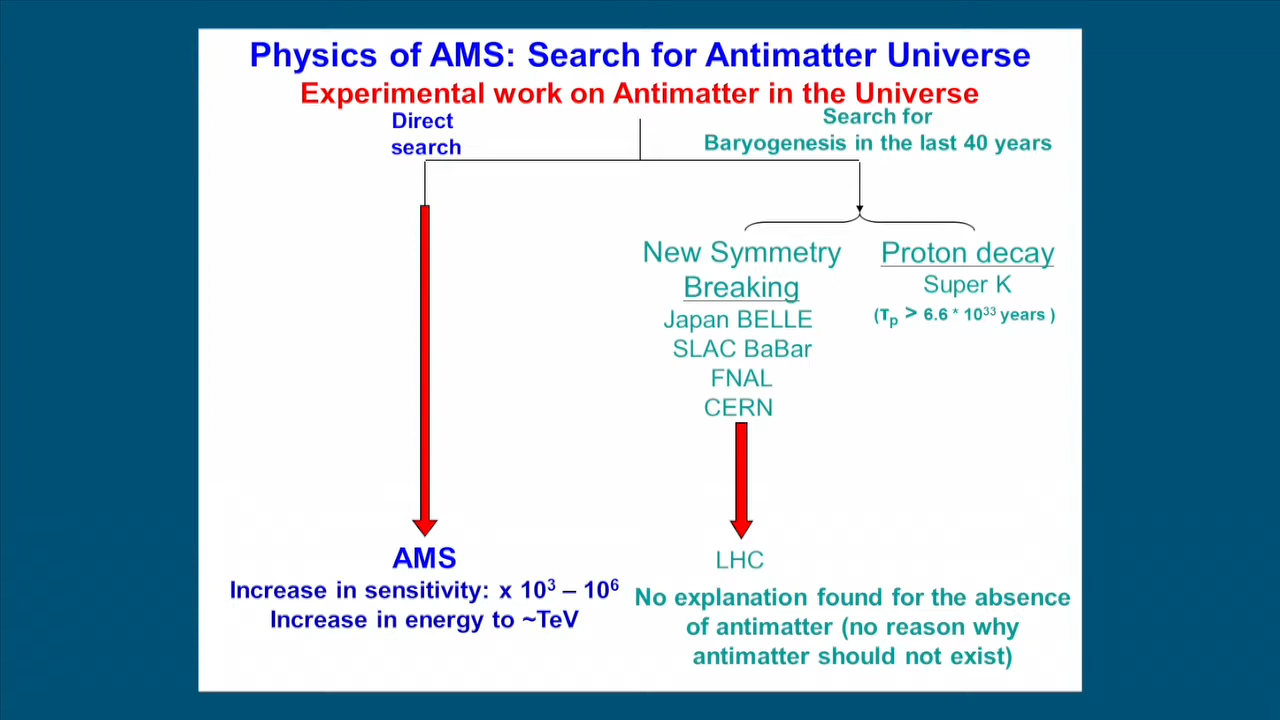 Physics of AMS: Search for Antimatter Universe
Experimental work on Antimatter in the Universe
Direct
search
Search for
Baryogenesis in the last 40 years
New Symmetry
Breaking
Japan BELLE
SLAC BaBar
FNAL
CERN
Proton decay
Super K
(τp > 6.6 * 10³³ years )
AMS
Increase in sensitivity: x 10³ – 10⁶
Increase in energy to ~TeV
LHC
No explanation found for the absence
of antimatter (no reason why
antimatter should not exist)